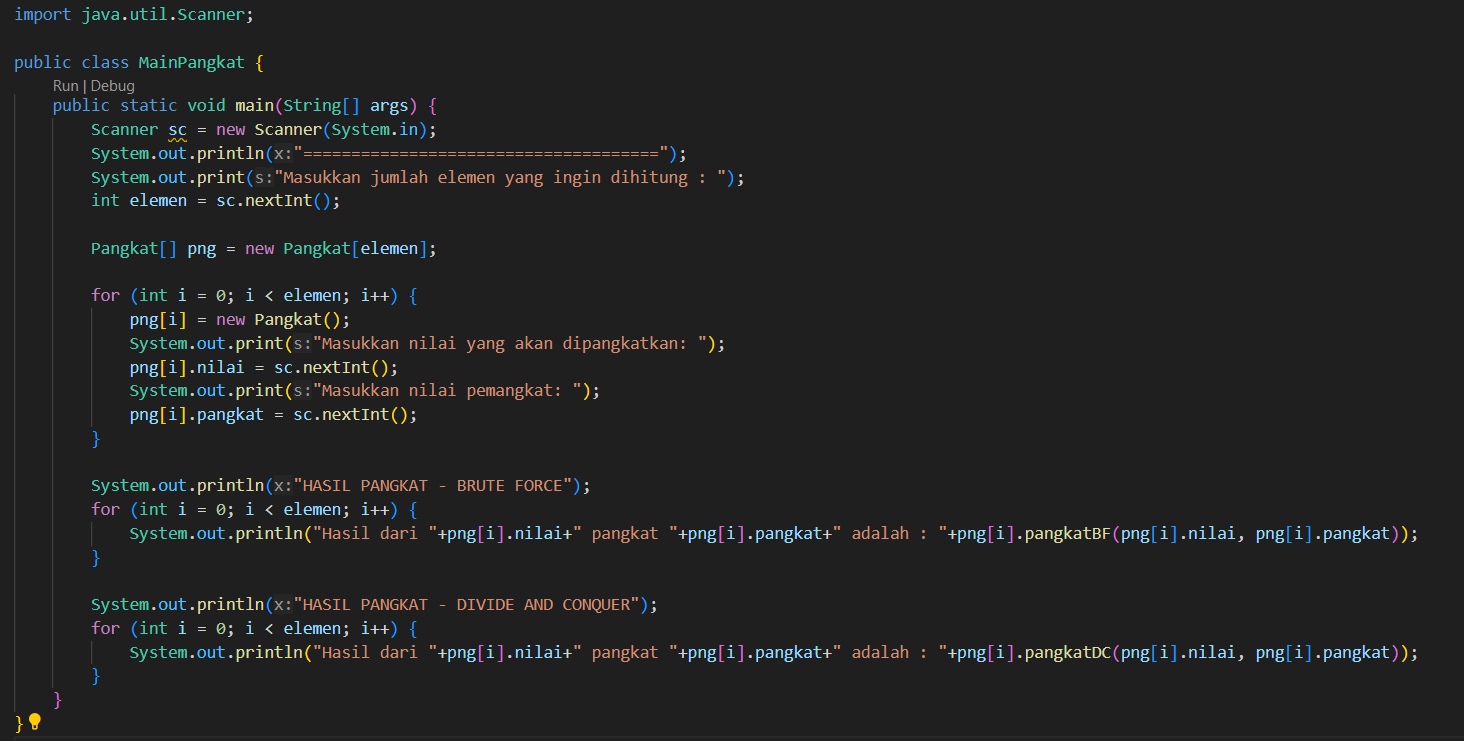 import java.util.Scanner;
public class MainPangkat {
Run | Debug
public static void main(String[] args) {
Scanner sc = new Scanner(System.in);
System.out.println(x:"=====================================");
System.out.print(s:"Masukkan jumlah elemen yang ingin dihitung : ");
int elemen = sc.nextInt();
Pangkat[] png = new Pangkat[elemen];
for (int i = 0; i < elemen; i++) {
png[i] = new Pangkat();
System.out.print(s:"Masukkan nilai yang akan dipangkatkan: ");
png[i].nilai = sc.nextInt();
System.out.print(s:"Masukkan nilai pemangkat: ");
png[i].pangkat = sc.nextInt();
}
System.out.println(x:"HASIL PANGKAT - BRUTE FORCE");
for (int i = 0; i < elemen; i++) {
System.out.println("Hasil dari "+png[i].nilai+" pangkat "+png[i].pangkat+" adalah : "+png[i].pangkatBF(png[i].nilai, png[i].pangkat));
}
System.out.println(x:"HASIL PANGKAT - DIVIDE AND CONQUER");
for (int i = 0; i < elemen; i++) {
System.out.println("Hasil dari "+png[i].nilai+" pangkat "+png[i].pangkat+" adalah : "+png[i].pangkatDC(png[i].nilai, png[i].pangkat));
}
}
}